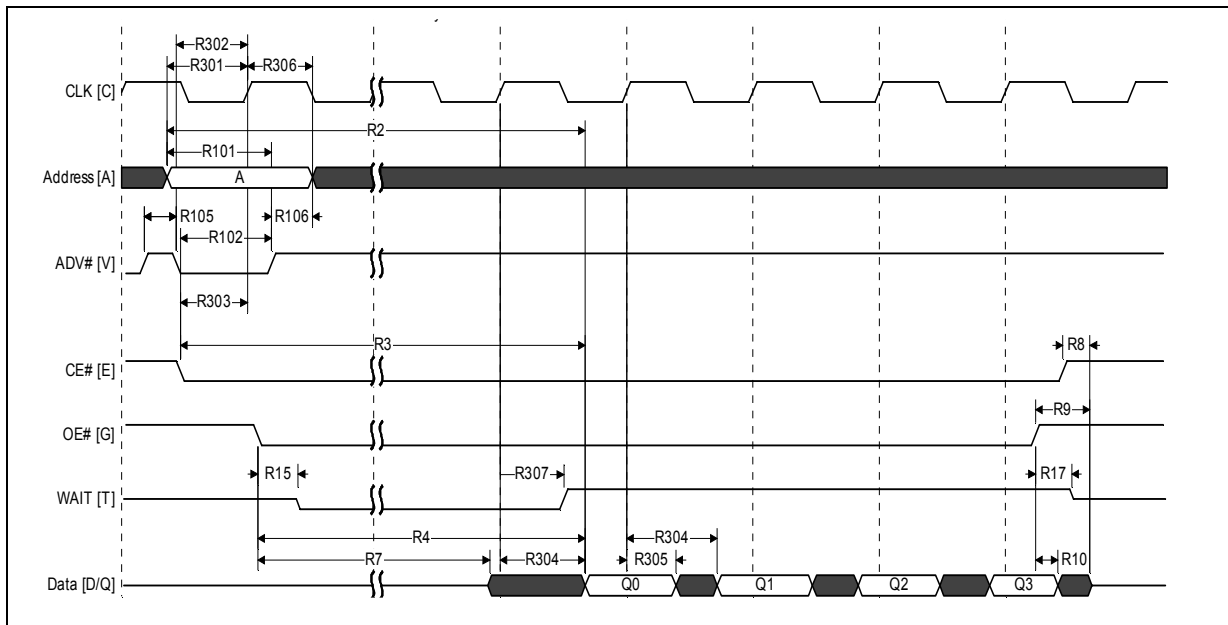 R302
R301
R306
CLK [C]
R2
R101
Address [A]
A
R105
R106
R102
ADV# [V]
R303
R3
R8
CE# [E]
R9
OE# [G]
R15
R307
R17
WAIT [T]
R4
R304
R7
R304
R305
R10
Data [D/Q]
Q0
Q1
Q2
Q3